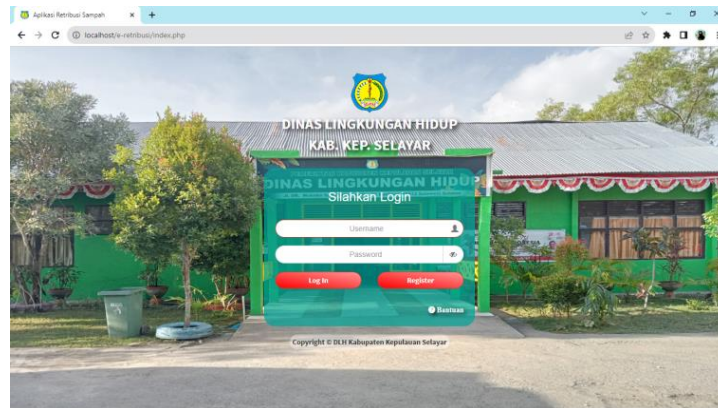 Aplikasi Retribusi Sampah
localhost/e-retribusi/index.php
DINAS LINGKUNGAN HIDUP
KAB. KEP. SELAYAR
DINAS LINGKUNGAN HIDUP
Silahkan Login
Username
Password
Log In
Register
Bantuan
Copyright © DLH Kabupaten Kepulauan Selayar